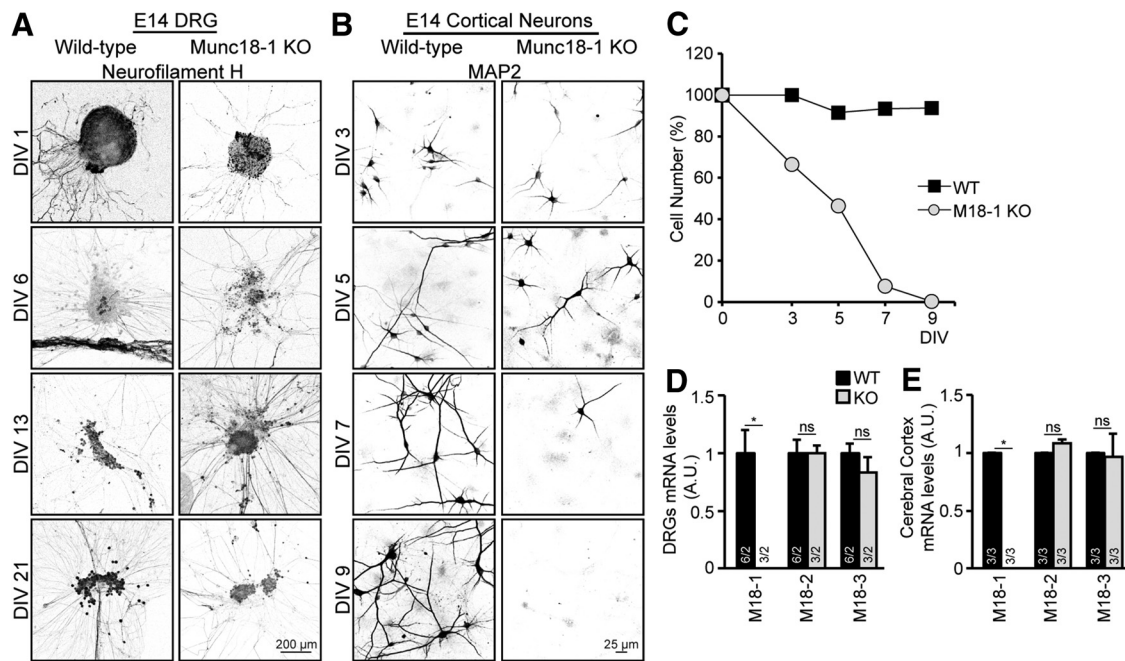 A
E14 DRG
Wild-type Munc18-1 KO
Neurofilament H
DIV 1
DIV 6
DIV 13
DIV 21
200 µm
B
E14 Cortical Neurons
Wild-type Munc18-1 KO
MAP2
DIV 3
DIV 5
DIV 7
DIV 9
25 µm
C
Cell Number (%)
120
100
80
60
40
20
0
0 3 5 7 9
DIV
WT
M18-1 KO
D
WT
KO
DRGs mRNA levels
(A.U.)
1.5
1
0.5
0
* ns ns
6/2 3/2 6/2 3/2 6/2 3/2
M18-1 M18-2 M18-3
E
Cerebral Cortex
mRNA levels (A.U.)
1.5
1
0.5
0
* ns ns
3/3 3/3 3/3 3/3 3/3 3/3
M18-1 M18-2 M18-3